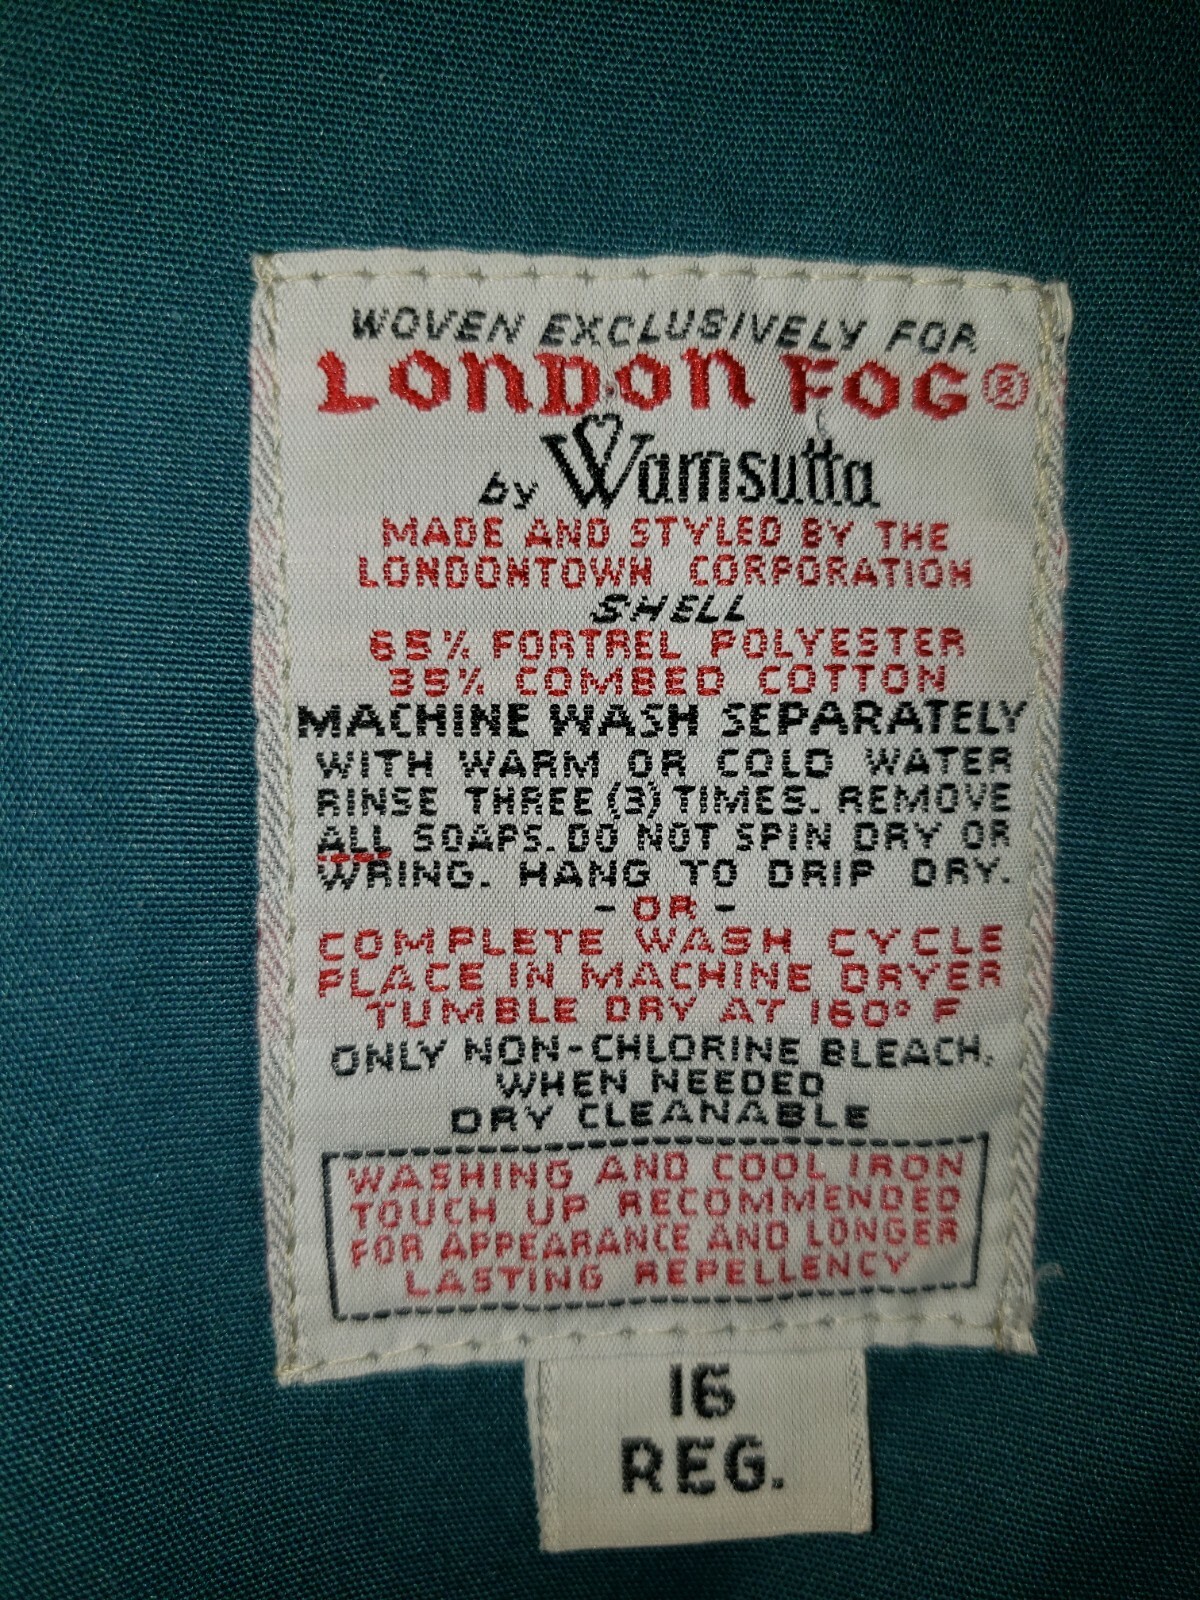 WOVEN EXCLUSIVELY FOR
LONDON FOG®
by Wamsutta
MADE AND STYLED BY THE
LONDONTOWN CORPORATION
SHELL
65% FORTREL POLYESTER
35% COMBED COTTON
MACHINE WASH SEPARATELY
WITH WARM OR COLD WATER
RINSE THREE (3) TIMES. REMOVE
ALL SOAPS. DO NOT SPIN DRY OR
WRING. HANG TO DRIP DRY.
- OR -
COMPLETE WASH CYCLE
PLACE IN MACHINE DRYER
TUMBLE DRY AT 160° F
ONLY NON-CHLORINE BLEACH,
WHEN NEEDED
DRY CLEANABLE
WASHING AND COOL IRON
TOUCH UP RECOMMENDED
FOR APPEARANCE AND LONGER
LASTING REPELLENCY
16
REG.